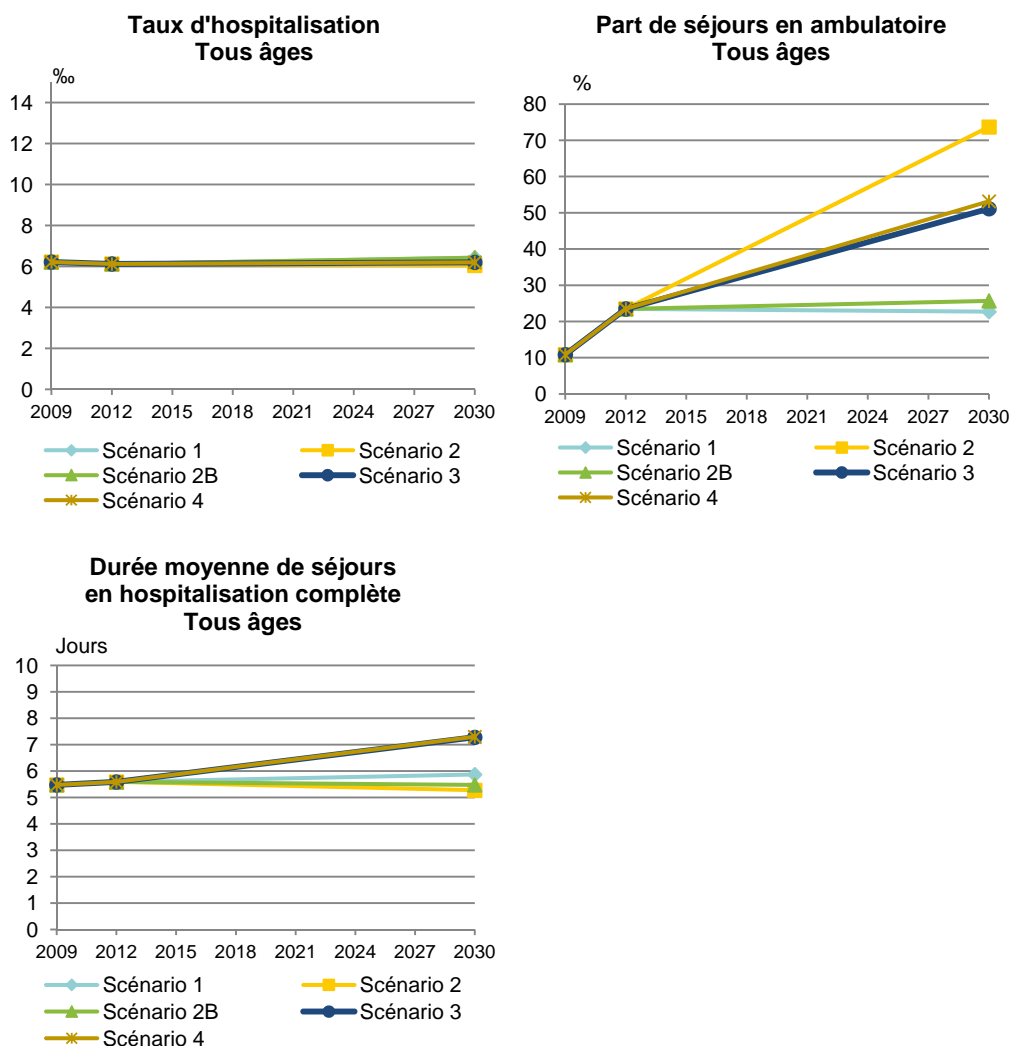 Taux d'hospitalisation
Tous âges
‰
14
12
10
8
6
4
2
0
2009 2012 2015 2018 2021 2024 2027 2030
Scénario 1 Scénario 2
Scénario 2B Scénario 3
Scénario 4
Part de séjours en ambulatoire
Tous âges
%
80
70
60
50
40
30
20
10
0
2009 2012 2015 2018 2021 2024 2027 2030
Scénario 1 Scénario 2
Scénario 2B Scénario 3
Scénario 4
Durée moyenne de séjours
en hospitalisation complète
Tous âges
Jours
10
9
8
7
6
5
4
3
2
1
0
2009 2012 2015 2018 2021 2024 2027 2030
Scénario 1 Scénario 2
Scénario 2B Scénario 3
Scénario 4